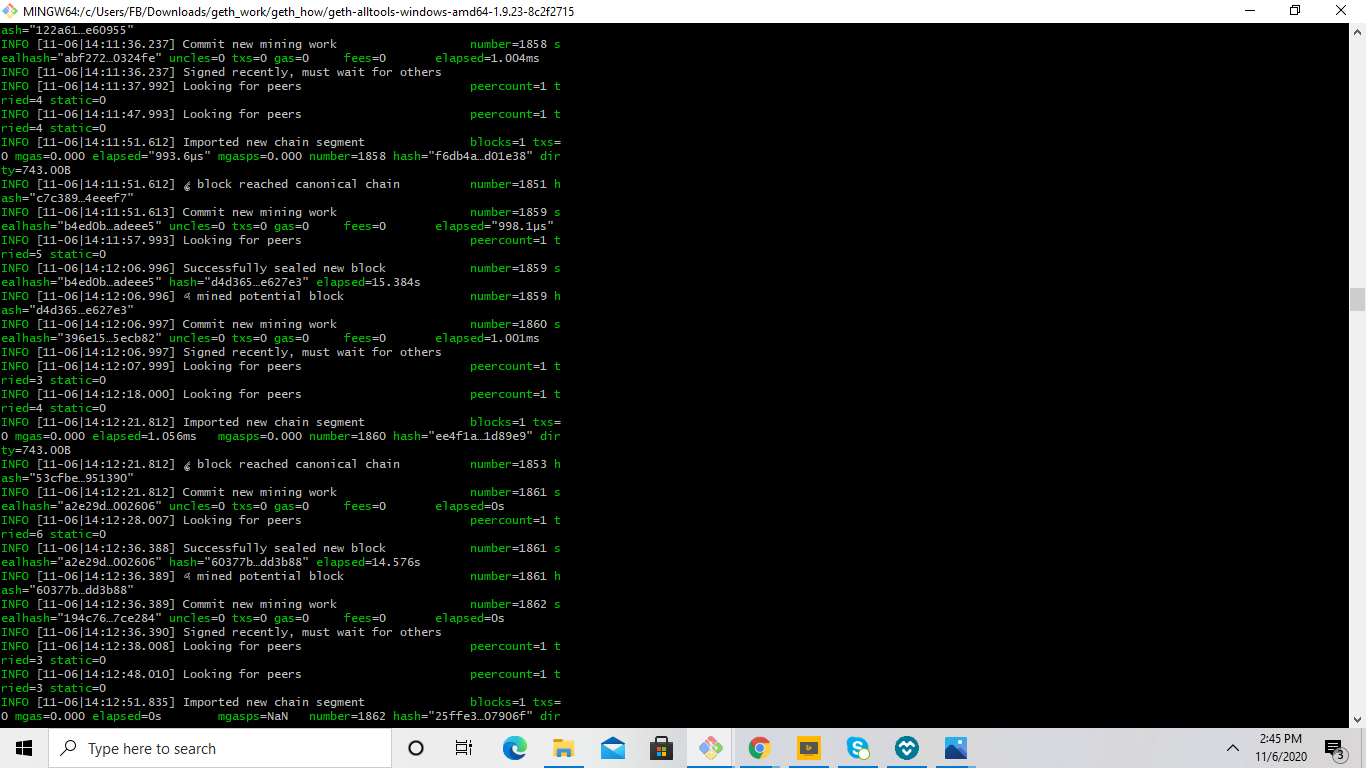 MINGW64:/c/Users/FB/Downloads/geth_work/geth_how/geth-alltools-windows-amd64-1.9.23-8c2f2715
ash="122a61…e60955"
INFO [11-06|14:11:36.237] Commit new mining work                   number=1858 s
ealhash="abf272…0324fe" uncles=0 txs=0 gas=0     fees=0       elapsed=1.004ms
INFO [11-06|14:11:36.237] Signed recently, must wait for others
INFO [11-06|14:11:37.992] Looking for peers                        peercount=1 t
ried=4 static=0
INFO [11-06|14:11:47.993] Looking for peers                        peercount=1 t
ried=4 static=0
INFO [11-06|14:11:51.612] Imported new chain segment               blocks=1 txs=
0 mgas=0.000 elapsed="993.6µs" mgasps=0.000 number=1858 hash="f6db4a…d01e38" dir
ty=743.00B
INFO [11-06|14:11:51.612] block reached canonical chain          number=1851 h
ash="c7c389…4eeef7"
INFO [11-06|14:11:51.613] Commit new mining work                   number=1859 s
ealhash="b4ed0b…adeee5" uncles=0 txs=0 gas=0     fees=0       elapsed="998.1µs"
INFO [11-06|14:11:57.993] Looking for peers                        peercount=1 t
ried=5 static=0
INFO [11-06|14:12:06.996] Successfully sealed new block            number=1859 s
ealhash="b4ed0b…adeee5" hash="d4d365…e627e3" elapsed=15.384s
INFO [11-06|14:12:06.996] mined potential block                  number=1859 h
ash="d4d365…e627e3"
INFO [11-06|14:12:06.997] Commit new mining work                   number=1860 s
ealhash="396e15…5ecb82" uncles=0 txs=0 gas=0     fees=0       elapsed=1.001ms
INFO [11-06|14:12:06.997] Signed recently, must wait for others
INFO [11-06|14:12:07.999] Looking for peers                        peercount=1 t
ried=3 static=0
INFO [11-06|14:12:18.000] Looking for peers                        peercount=1 t
ried=4 static=0
INFO [11-06|14:12:21.812] Imported new chain segment               blocks=1 txs=
0 mgas=0.000 elapsed=1.056ms   mgasps=0.000 number=1860 hash="ee4f1a…1d89e9" dir
ty=743.00B
INFO [11-06|14:12:21.812] block reached canonical chain          number=1853 h
ash="53cfbe…951390"
INFO [11-06|14:12:21.812] Commit new mining work                   number=1861 s
ealhash="a2e29d…002606" uncles=0 txs=0 gas=0     fees=0       elapsed=0s
INFO [11-06|14:12:28.007] Looking for peers                        peercount=1 t
ried=6 static=0
INFO [11-06|14:12:36.388] Successfully sealed new block            number=1861 s
ealhash="a2e29d…002606" hash="60377b…dd3b88" elapsed=14.576s
INFO [11-06|14:12:36.389] mined potential block                  number=1861 h
ash="60377b…dd3b88"
INFO [11-06|14:12:36.389] Commit new mining work                   number=1862 s
ealhash="194c76…7ce284" uncles=0 txs=0 gas=0     fees=0       elapsed=0s
INFO [11-06|14:12:36.390] Signed recently, must wait for others
INFO [11-06|14:12:38.008] Looking for peers                        peercount=1 t
ried=3 static=0
INFO [11-06|14:12:48.010] Looking for peers                        peercount=1 t
ried=3 static=0
INFO [11-06|14:12:51.835] Imported new chain segment               blocks=1 txs=
0 mgas=0.000 elapsed=0s        mgasps=NaN   number=1862 hash="25ffe3…07906f" dir
Type here to search
2:45 PM
11/6/2020
3